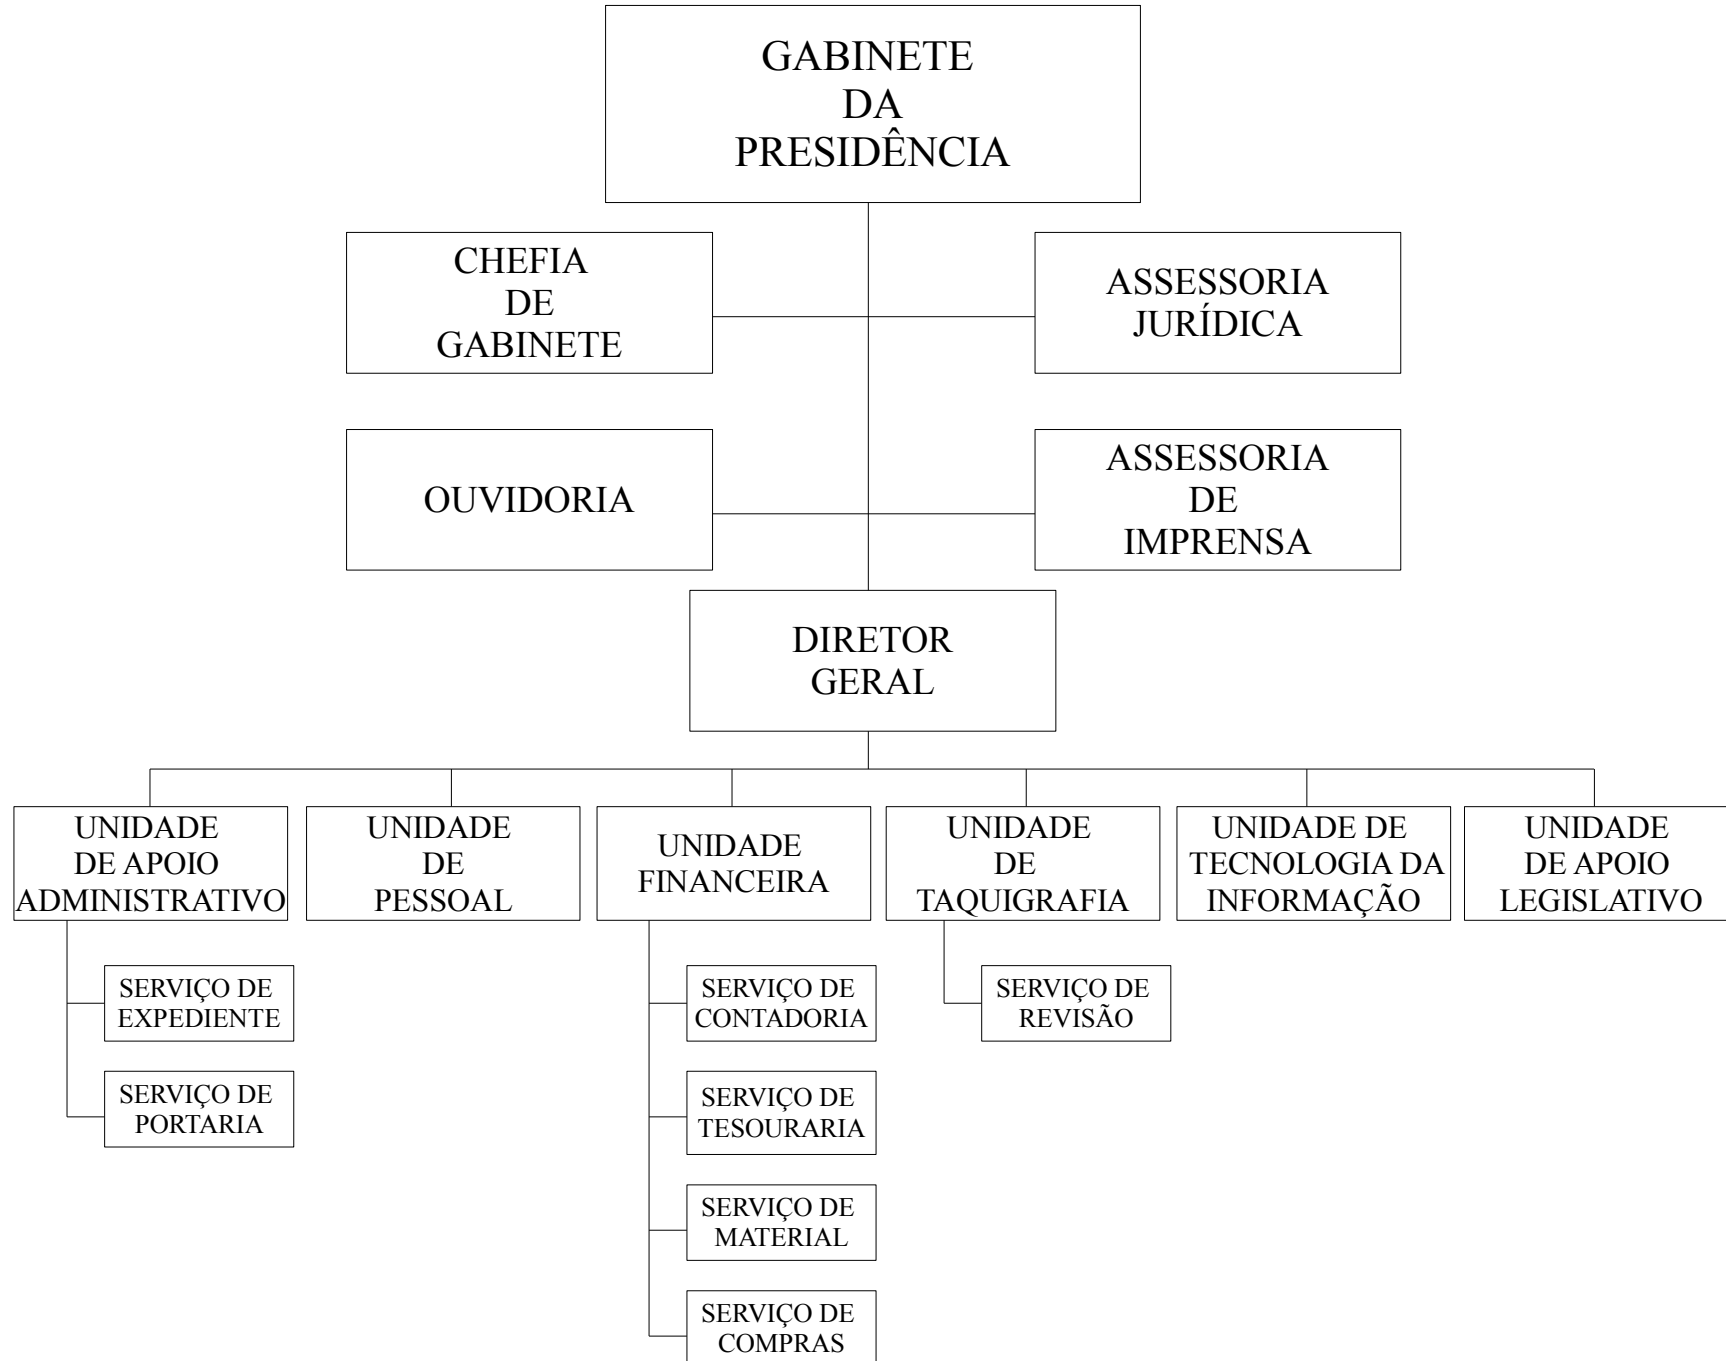 GABINETE
DA
PRESIDÊNCIA
CHEFIA
DE
GABINETE
ASSESSORIA
JURÍDICA
OUVIDORIA
ASSESSORIA
DE
IMPRENSA
DIRETOR
GERAL
UNIDADE
DE APOIO
ADMINISTRATIVO
UNIDADE
DE
PESSOAL
UNIDADE
FINANCEIRA
UNIDADE
DE
TAQUIGRAFIA
UNIDADE DE
TECNOLOGIA DA
INFORMAÇÃO
UNIDADE
DE APOIO
LEGISLATIVO
SERVIÇO DE
EXPEDIENTE
SERVIÇO DE
PORTARIA
SERVIÇO DE
CONTADORIA
SERVIÇO DE
TESOURARIA
SERVIÇO DE
MATERIAL
SERVIÇO DE
COMPRAS
SERVIÇO DE
REVISÃO